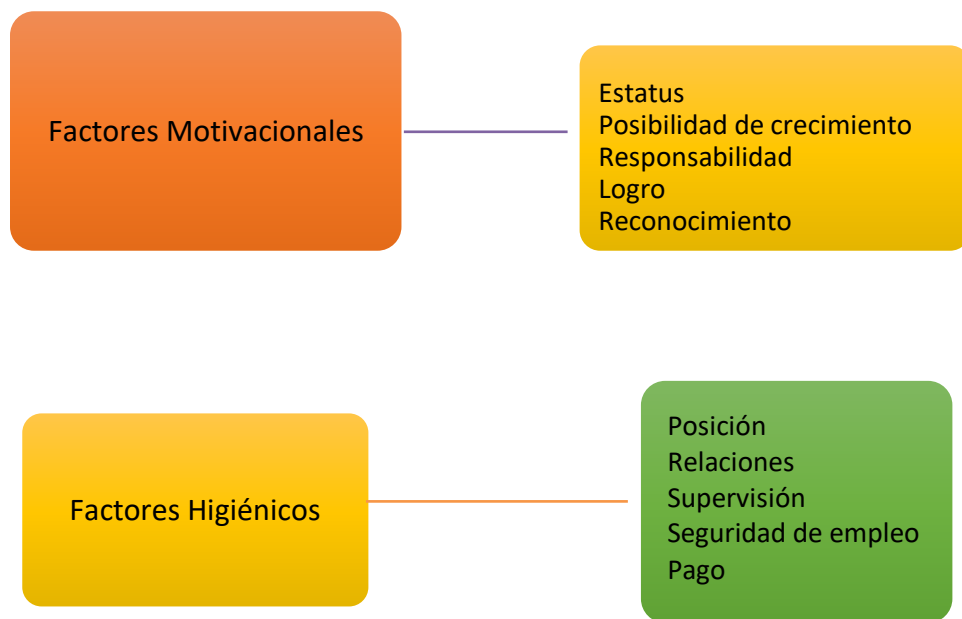 Factores Motivacionales
Estatus
Posibilidad de crecimiento
Responsabilidad
Logro
Reconocimiento
Factores Higiénicos
Posición
Relaciones
Supervisión
Seguridad de empleo
Pago